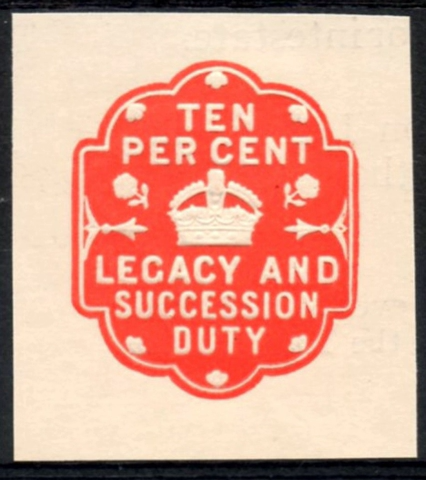 TEN
PER CENT
LEGACY AND
SUCCESSION
DUTY